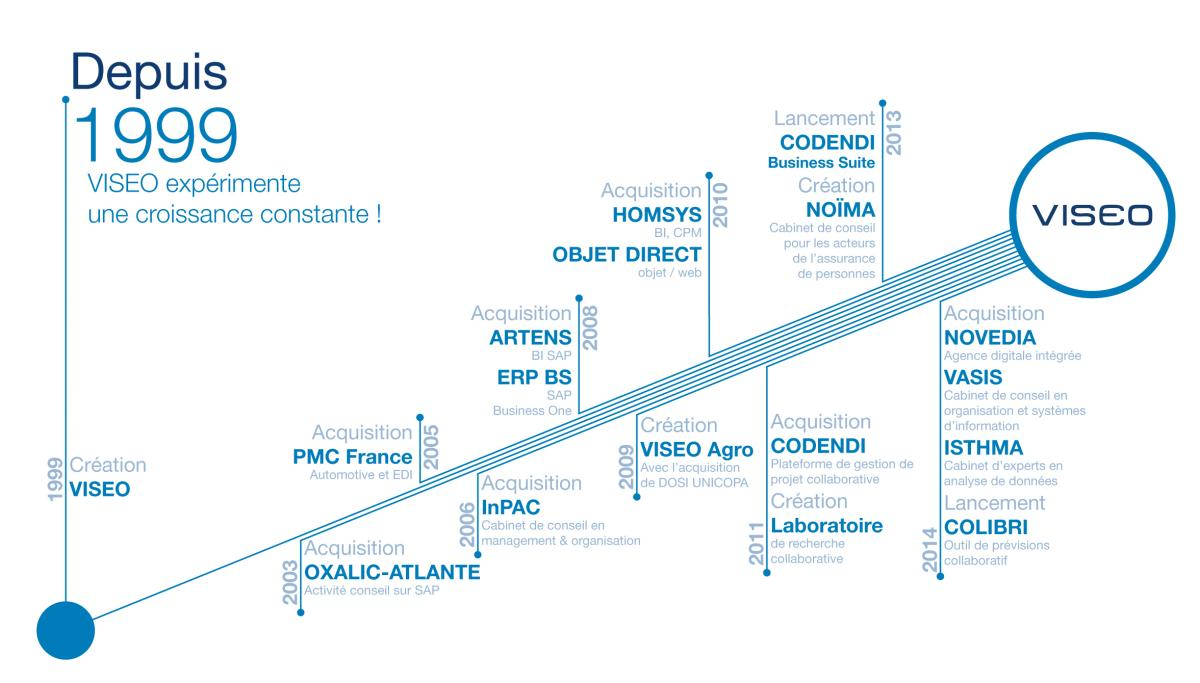 Depuis
1999
VISEO expérimente
une croissance constante !
1999
Création
VISEO
2003
Acquisition
OXALIC-ATLANTE
Activité conseil sur SAP
2005
Acquisition
PMC France
Automotive et EDI
2006
Acquisition
InPAC
Cabinet de conseil en
management & organisation
2008
Acquisition
ARTENS
BI SAP
ERP BS
SAP
Business One
2009
Création
VISEO Agro
Avec l'acquisition
de DOSI UNICOPA
2010
Acquisition
HOMSYS
BI, CPM
OBJET DIRECT
objet / web
2011
Acquisition
CODENDI
Plateforme de gestion de
projet collaborative
Création
Laboratoire
de recherche
collaborative
2013
Lancement
CODENDI
Business Suite
Création
NOÏMA
Cabinet de conseil
pour les acteurs
de l'assurance
de personnes
2014
Acquisition
NOVEDIA
Agence digitale intégrée
VASIS
Cabinet de conseil en
organisation et systèmes
d'information
ISTHMA
Cabinet d'experts en
analyse de données
Lancement
COLIBRI
Outil de prévisions
collaboratif
VISEO